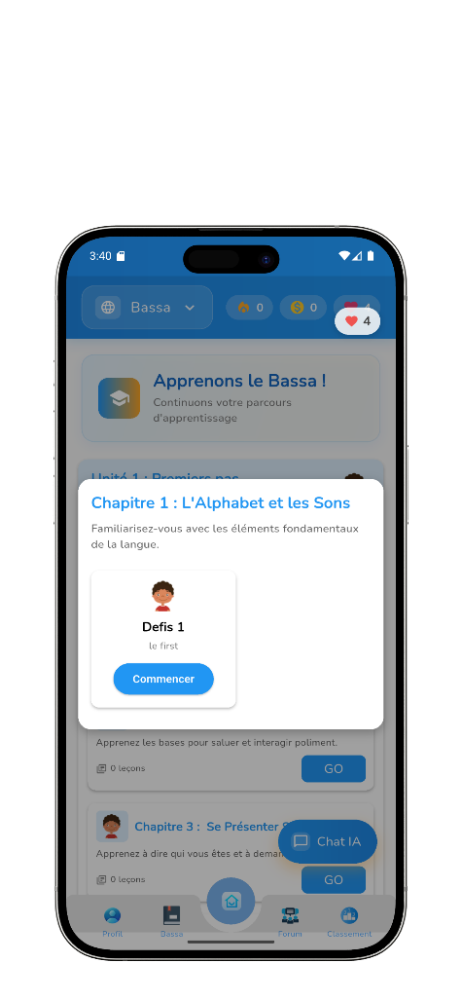 3:40
Bassa
0
0
4
4
Apprenons le Bassa !
Continuons votre parcours
d'apprentissage
Unité 1 : Premiers pas
Chapitre 1 : L'Alphabet et les Sons
Familiarisez-vous avec les éléments fondamentaux
de la langue.
Defis 1
le first
Commencer
Apprenez les bases pour saluer et interagir poliment.
0 leçons
GO
Chapitre 3 : Se Présenter
Apprenez à dire qui vous êtes et à
Chat IA
0 leçons
GO
Profil
Bassa
Forum
Classement